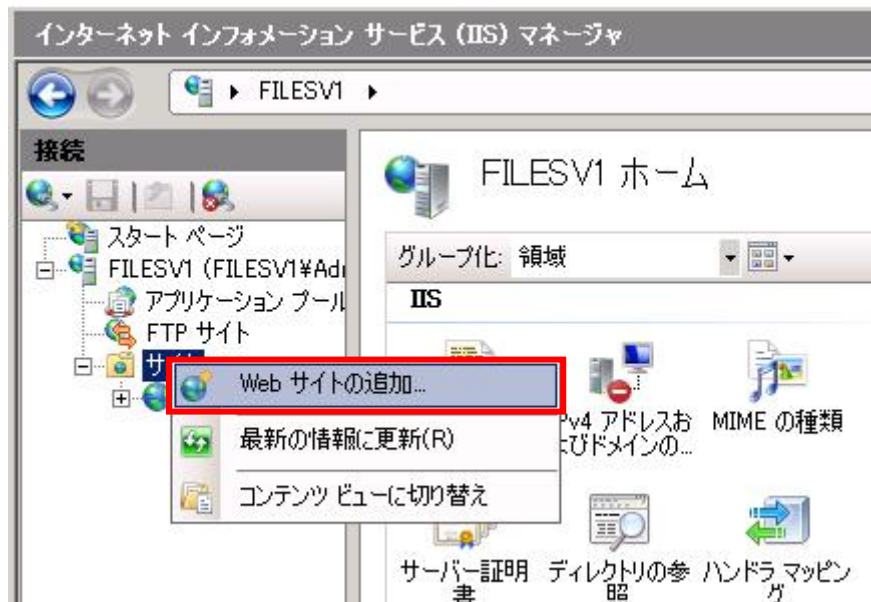 インターネット インフォメーション サービス (IIS) マネージャ
FILESV1
接続
スタート ページ
FILESV1 (FILESV1¥Ad
アプリケーション プール
FTP サイト
サイト
Web サイトの追加...
最新の情報に更新(R)
コンテンツ ビューに切り替え
FILESV1 ホーム
グループ化: 領域
IIS
Pv4 アドレスお
よびドメインの...
MIME の種類
サーバー証明
書
ディレクトリの参
照
ハンドラ マッピン
グ